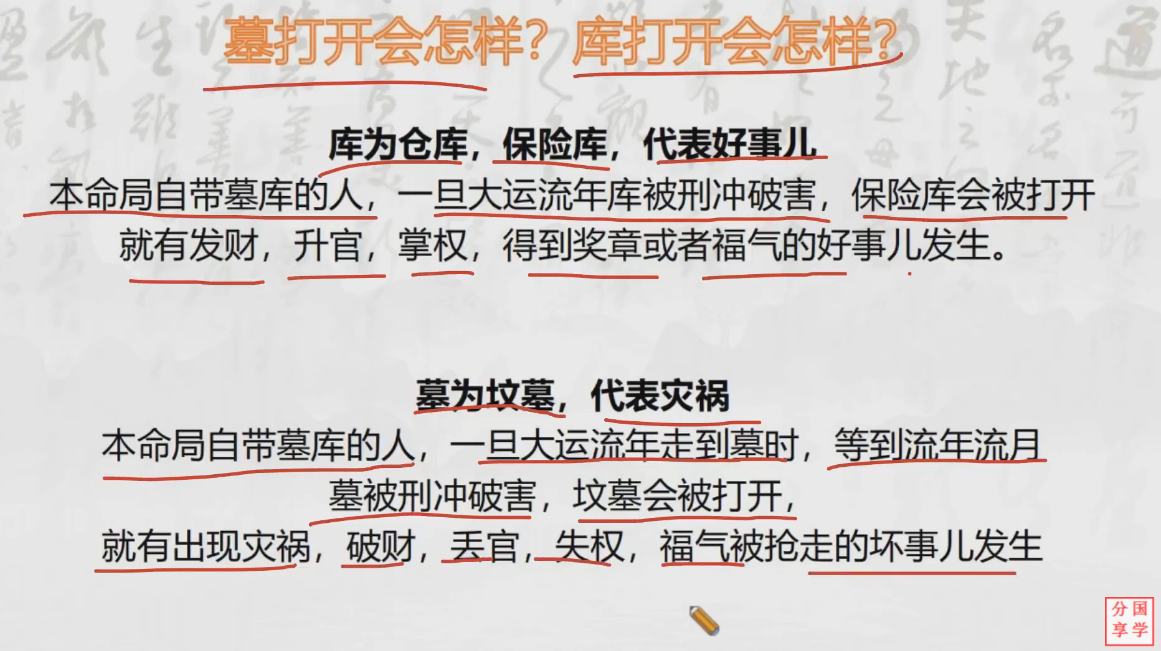 墓打开会怎样？库打开会怎样？
库为仓库，保险库，代表好事儿
本命局自带墓库的人，一旦大运流年库被刑冲破害，保险库会被打开
就有发财，升官，掌权，得到奖章或者福气的好事儿发生。
墓为坟墓，代表灾祸
本命局自带墓库的人，一旦大运流年走到墓时，等到流年流月
墓被刑冲破害，坟墓会被打开，
就有出现灾祸，破财，丢官，失权，福气被抢走的坏事儿发生
分国
享学